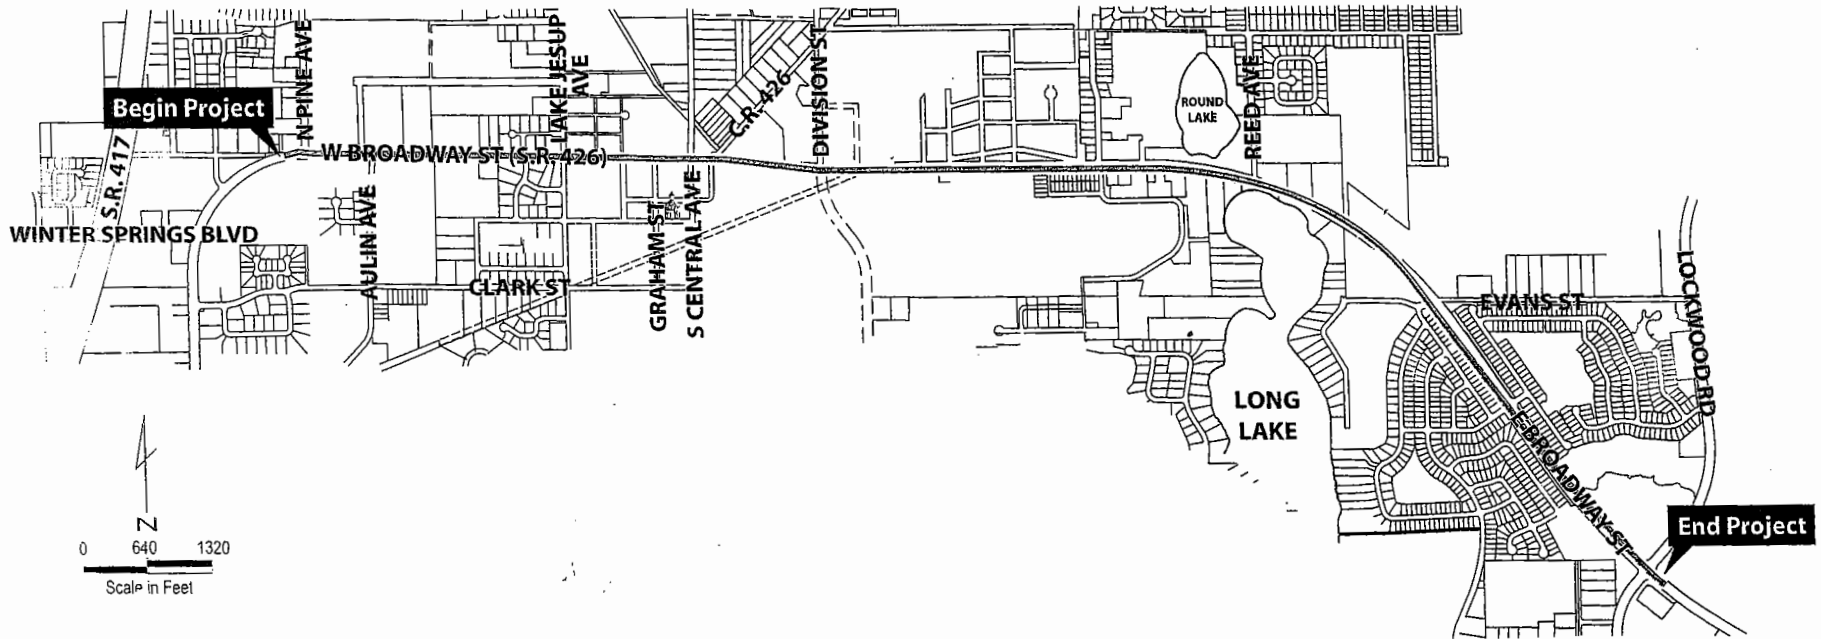 N PINE AVE
LAKE JESUP
AVE
DIVISION ST
C.R. 426
Begin Project
ROUND
LAKE
REED AVE
S.R. 417
W BROADWAY ST (S.R. 426)
WINTER SPRINGS BLVD
AULIN AVE
GRAHAM ST
S CENTRAL AVE
CLARK ST
EVANS ST
LOCKWOOD RD
LONG
LAKE
E BROADWAY ST
End Project
N
0 640 1320
Scale in Feet